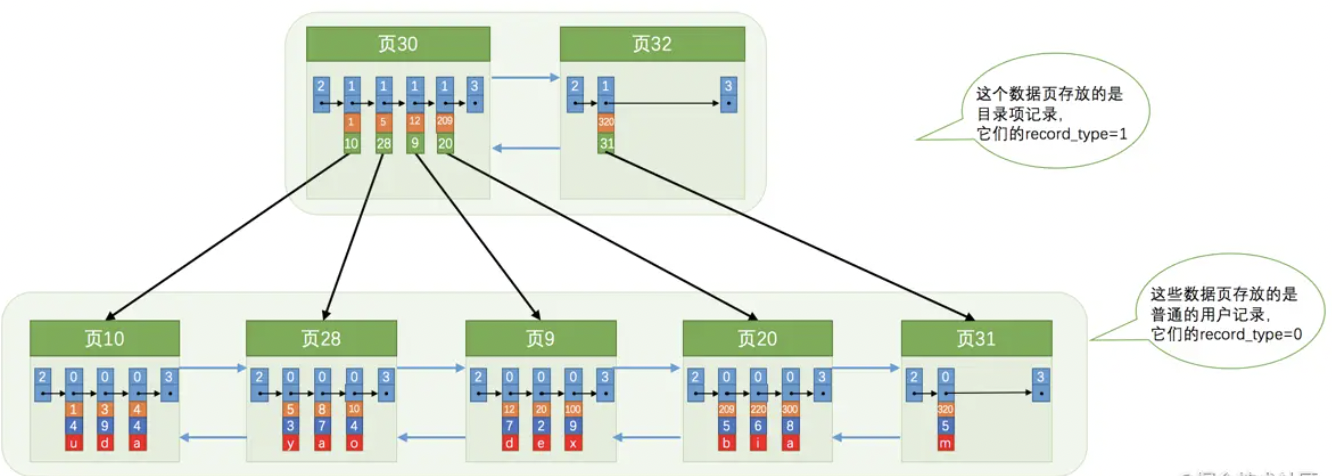 页30
页32
2 1 1 1 1 3
2 1 3
1 5 12 209
320
10 28 9 20
31
这个数据页存放的是
目录项记录,
它们的record_type=1
这些数据页存放的是
普通的用户记录,
它们的record_type=0
页10
页28
页9
页20
页31
2 0 0 0 3
2 0 0 0 3
2 0 0 0 3
2 0 0 0 3
2 0 3
1 3 4
5 8 10
12 20 100
209 220 300
320
4 9 4
3 7 4
7 2 9
5 6 8
5
u d a
y a o
d e x
b i a
m